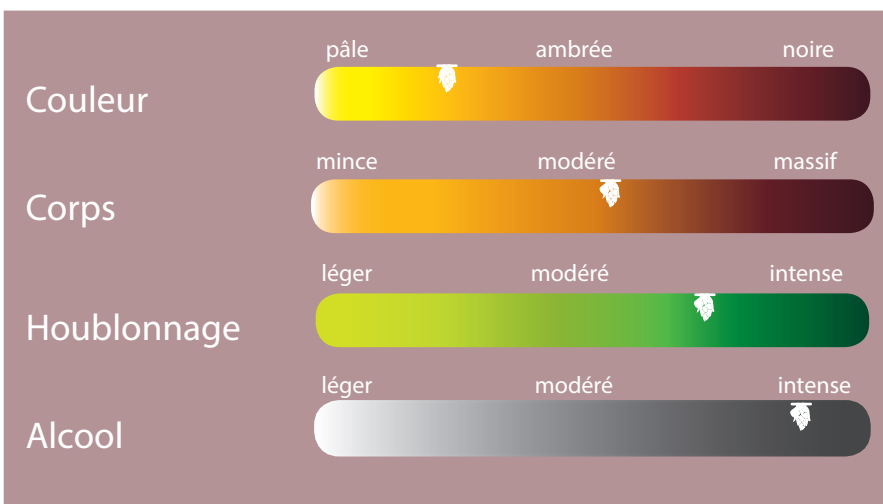 pâle ambrée noire
Couleur
mince modéré massif
Corps
léger modéré intense
Houblonnage
léger modéré intense
Alcool